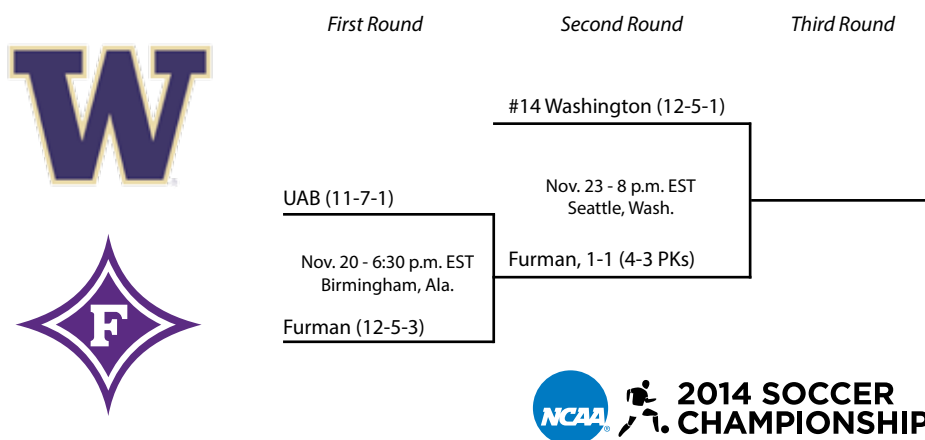 First Round
Second Round
Third Round
W
#14 Washington (12-5-1)
Nov. 23 - 8 p.m. EST
Seattle, Wash.
UAB (11-7-1)
Nov. 20 - 6:30 p.m. EST
Birmingham, Ala.
Furman, 1-1 (4-3 PKs)
Furman (12-5-3)
F
NCAA
2014 SOCCER
CHAMPIONSHIP